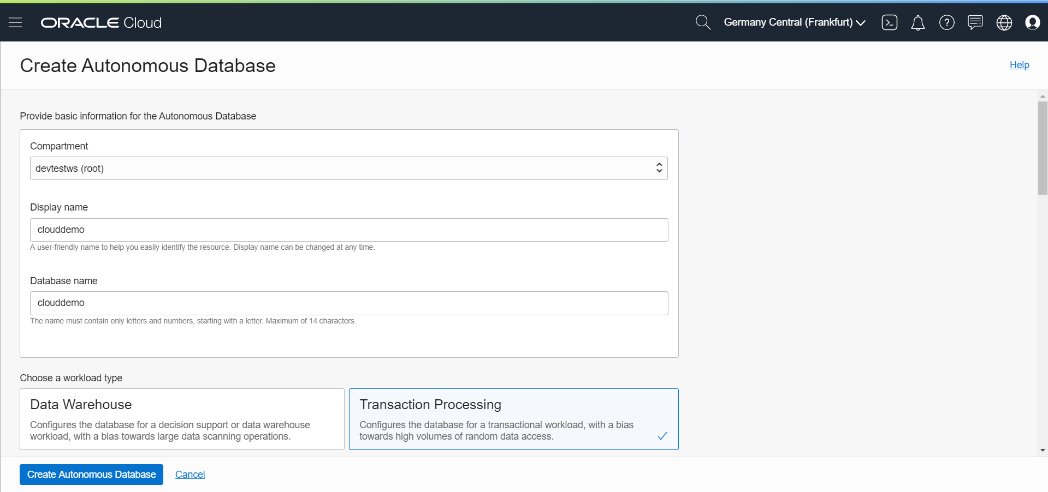 ORACLE Cloud
Germany Central (Frankfurt)
Create Autonomous Database
Help
Provide basic information for the Autonomous Database
Compartment
devtestws (root)
Display name
clouddemo
A user-friendly name to help you easily identify the resource. Display name can be changed at any time.
Database name
clouddemo
The name must contain only letters and numbers, starting with a letter. Maximum of 14 characters.
Choose a workload type
Data Warehouse
Configures the database for a decision support or data warehouse
workload, with a bias towards large data scanning operations.
Transaction Processing
Configures the database for a transactional workload, with a bias
towards high volumes of random data access.
Create Autonomous Database
Cancel